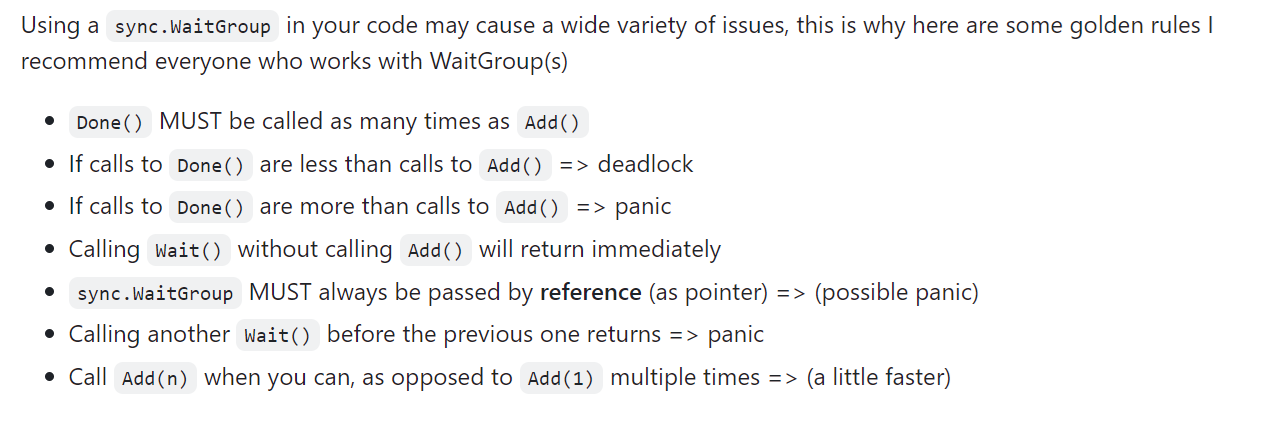 Using a sync.WaitGroup in your code may cause a wide variety of issues, this is why here are some golden rules I
recommend everyone who works with WaitGroup(s)
• Done() MUST be called as many times as Add()
• If calls to Done() are less than calls to Add() => deadlock
• If calls to Done() are more than calls to Add() => panic
• Calling Wait() without calling Add() will return immediately
• sync.WaitGroup MUST always be passed by reference (as pointer) => (possible panic)
• Calling another Wait() before the previous one returns => panic
• Call Add(n) when you can, as opposed to Add(1) multiple times => (a little faster)